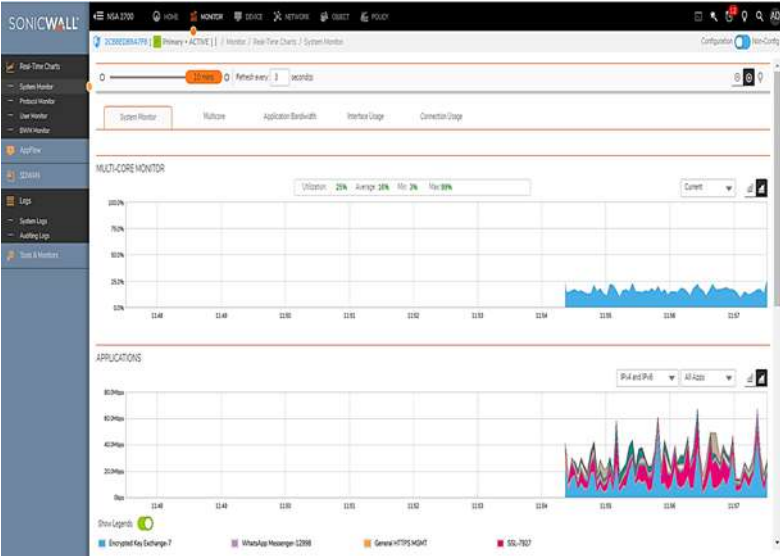 SONICWALL
NSA 2700 HOME MONITOR DEVICE NETWORK OBJECT POLICY
Primary • ACTIVE / Monitor / Real-Time Charts / System Monitor Configuration Non-Config
Real-Time Charts
System Monitor
Protocol Monitor
User Monitor
BWM Monitor
AppFlow
SDWAN
Logs
System Logs
Auditing Logs
Tools & Monitors
10 mins Refresh every 3 seconds
System Monitor Multicore Application Bandwidth Interface Usage Connection Usage
MULTI-CORE MONITOR
Utilization: 25% Average: 16% Min: 3% Max: 99% Current
100.0%
75.0%
50.0%
25.0%
0.0%
11:48 11:49 11:50 11:51 11:52 11:53 11:54 11:55 11:56 11:57
APPLICATIONS
IPv4 and IPv6 All Apps
80.0Mbps
60.0Mbps
40.0Mbps
20.0Mbps
0bps
11:48 11:49 11:50 11:51 11:52 11:53 11:54 11:55 11:56 11:57
Show Legends
Encrypted Key Exchange-7 WhatsApp Messenger-12998 General HTTPS MGMT SSL-7927